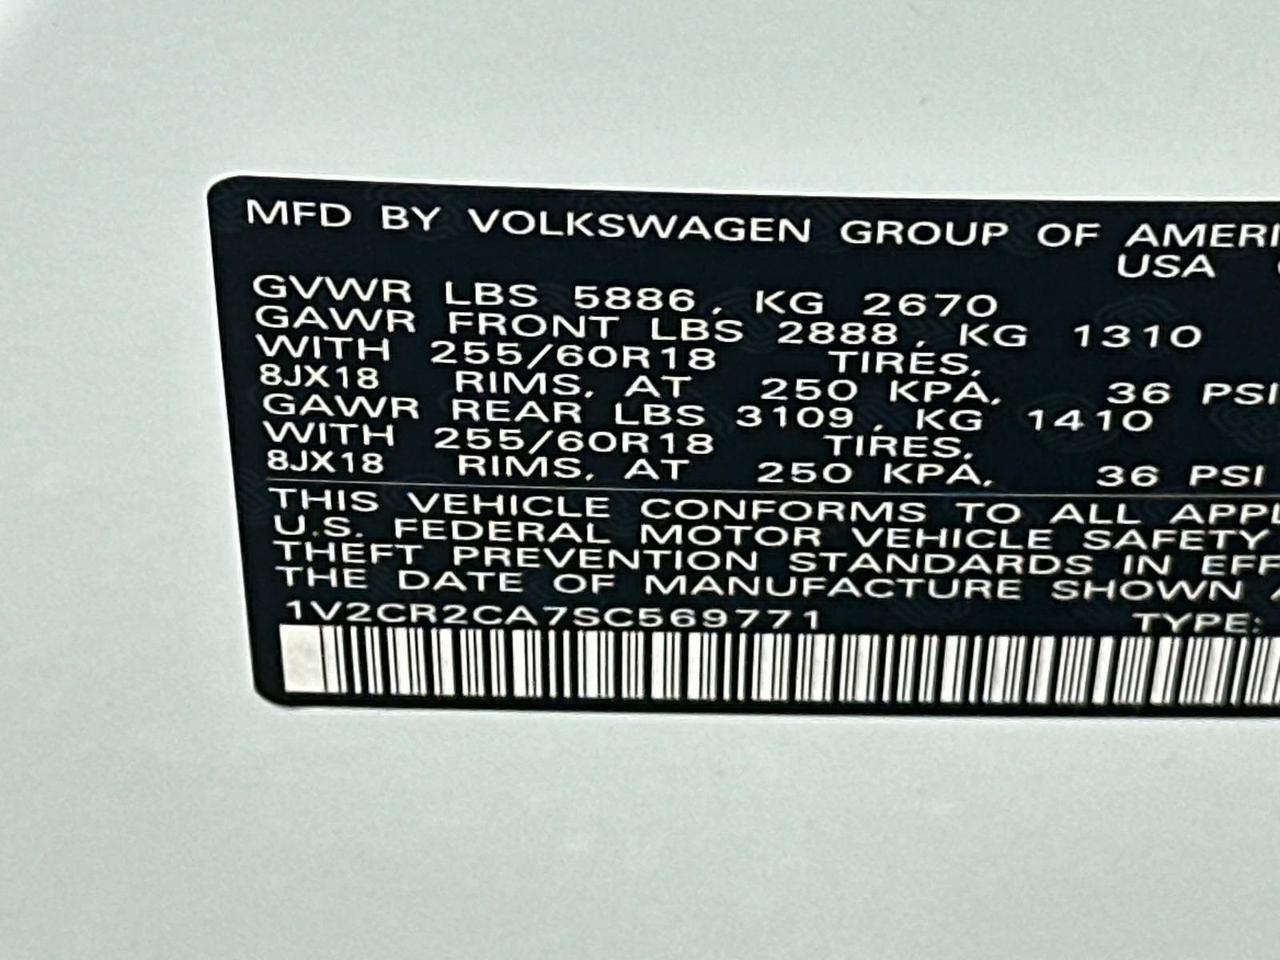 MFD BY VOLKSWAGEN GROUP OF AMERI
USA
GVWR LBS 5886, KG 2670
GAWR FRONT LBS 2888, KG 1310
WITH 255/60R18 TIRES,
8JX18 RIMS, AT 250 KPA, 36 PSI
GAWR REAR LBS 3109, KG 1410
WITH 255/60R18 TIRES,
8JX18 RIMS, AT 250 KPA, 36 PSI
THIS VEHICLE CONFORMS TO ALL APPL
U.S. FEDERAL MOTOR VEHICLE SAFETY
THEFT PREVENTION STANDARDS IN EFF
THE DATE OF MANUFACTURE SHOWN
1V2CR2CA7SC569771 TYPE: